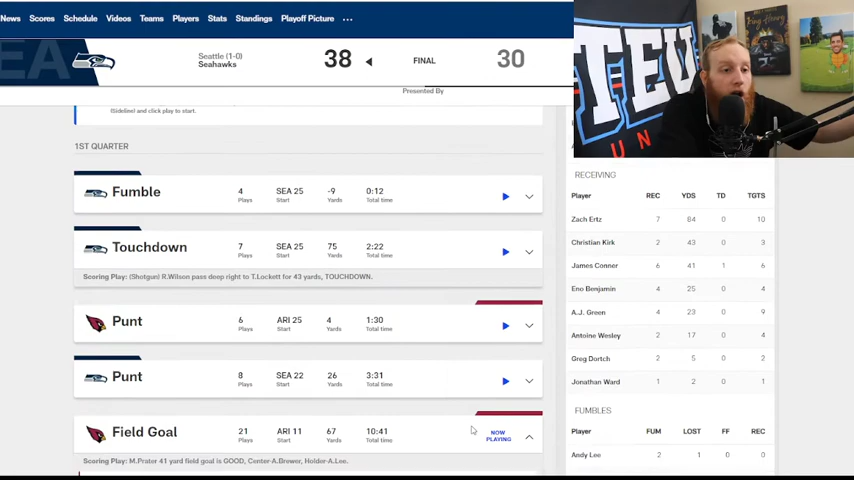 News Scores Schedule Videos Teams Players Stats Standings Playoff Picture ...
EA
Seattle (1-0)
Seahawks
38
FINAL
30
Presented By
(Sideline) and click play to start.
1ST QUARTER
Fumble 4 SEA 25 -9 0:12
Plays Start Yards Total time
Touchdown 7 SEA 25 75 2:22
Plays Start Yards Total time
Scoring Play: (Shotgun) R.Wilson pass deep right to T.Lockett for 43 yards, TOUCHDOWN.
Punt 6 ARI 25 4 1:30
Plays Start Yards Total time
Punt 8 SEA 22 26 3:31
Plays Start Yards Total time
Field Goal 21 ARI 11 67 10:41 NOW
Plays Start Yards Total time PLAYING
Scoring Play: M.Prater 41 yard field goal is GOOD, Center-A.Brewer, Holder-A.Lee.
RECEIVING
Player REC YDS TD TGTS
Zach Ertz 7 84 0 10
Christian Kirk 2 43 0 3
James Conner 6 41 1 6
Eno Benjamin 4 25 0 4
A.J. Green 4 23 0 9
Antoine Wesley 2 17 0 4
Greg Dortch 2 5 0 2
Jonathan Ward 1 2 0 1
FUMBLES
Player FUM LOST FF REC
Andy Lee 2 1 0 0
TEU
UN